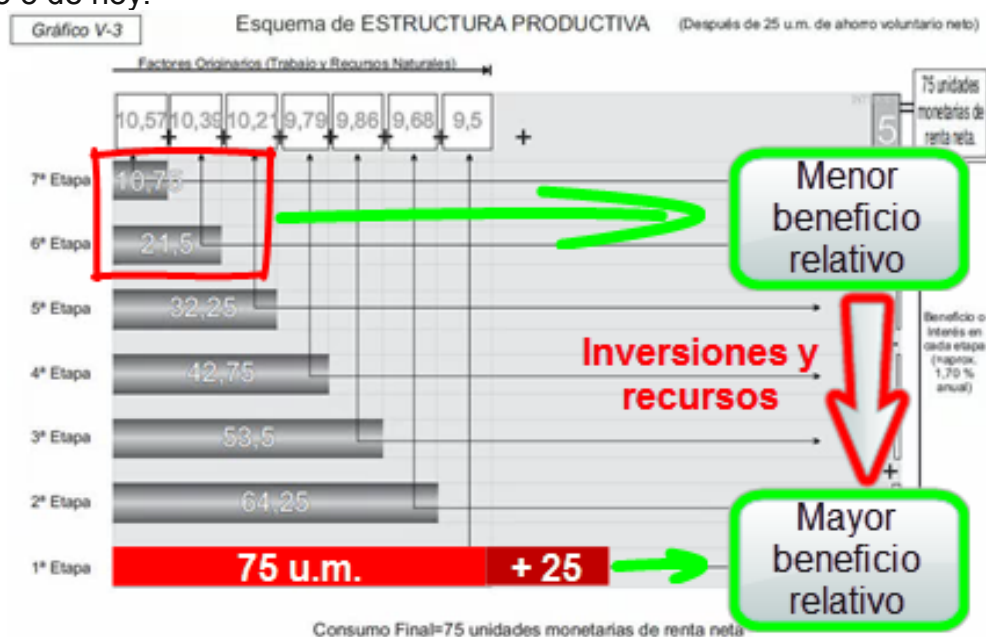 o o de hoy.
Gráfico V-3
Esquema de ESTRUCTURA PRODUCTIVA
(Después de 25 u.m. de ahorro voluntario neto)
Factores Originarios (Trabajo y Recursos Naturales)
10,57 + 10,39 + 10,21 + 9,79 + 9,86 + 9,68 + 9,5 +
5
=
75 unidades
monetarias de
renta neta.
7ª Etapa
10,75
6ª Etapa
21,5
Menor
beneficio
relativo
5ª Etapa
32,25
4ª Etapa
42,75
Inversiones y
recursos
Beneficio o
Interés en
cada etapa
(≈aprox.
1,70 %
anual)
3ª Etapa
53,5
+
2ª Etapa
64,25
1ª Etapa
75 u.m.
+ 25
Mayor
beneficio
relativo
Consumo Final=75 unidades monetarias de renta neta